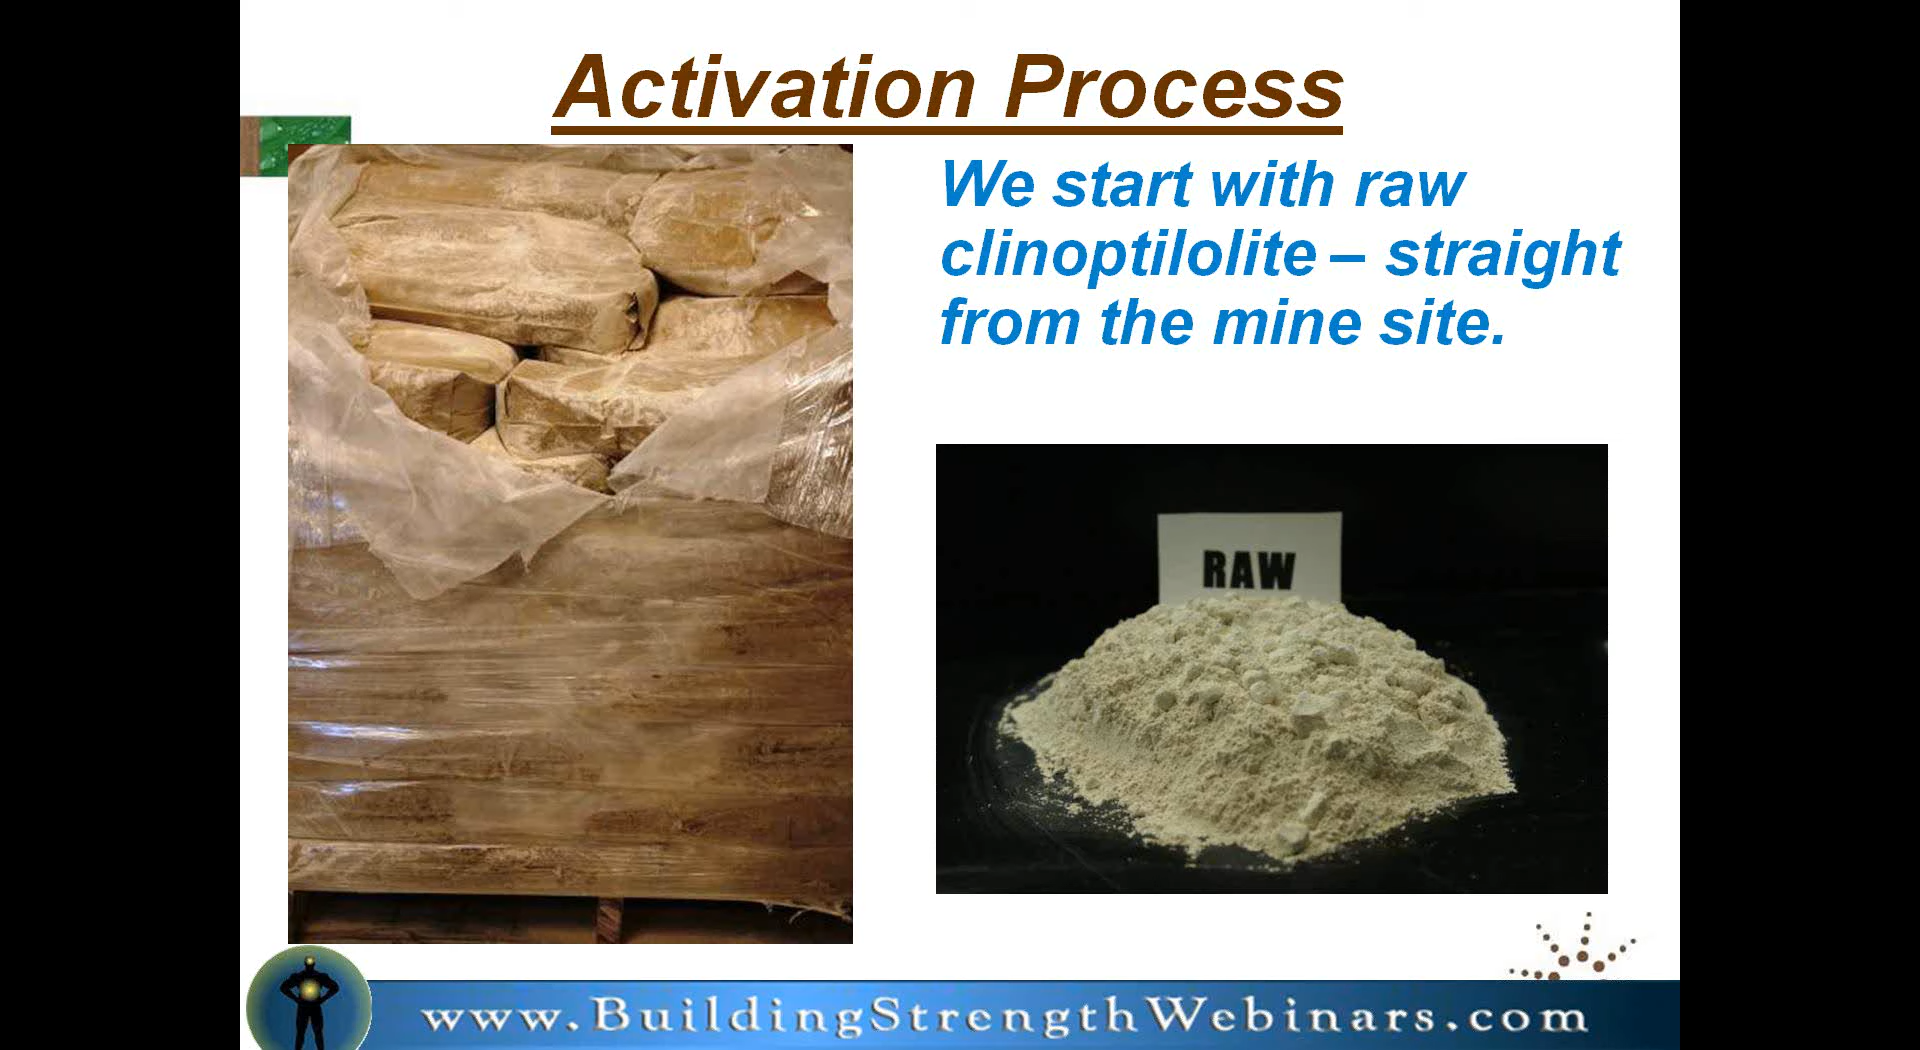 Activation Process
We start with raw
clinoptilolite – straight
from the mine site.
RAW
www.BuildingStrengthWebinars.com